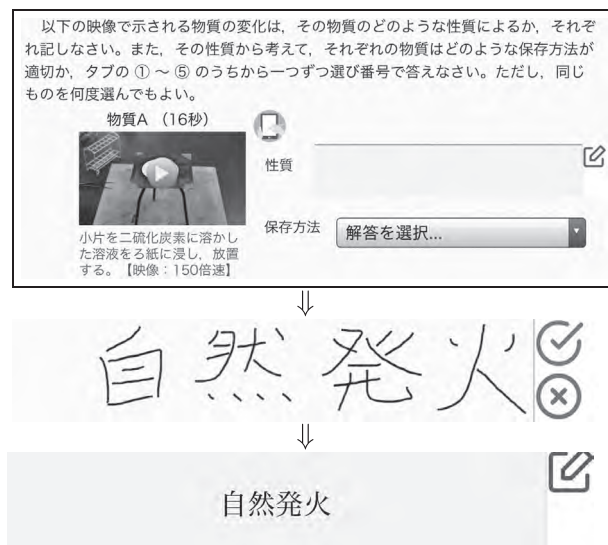 以下の映像で示される物質の変化は，その物質のどのような性質によるか，それぞ
れ記しなさい。また，その性質から考えて，それぞれの物質はどのような保存方法が
適切か，タブの ① ～ ⑤ のうちから一つずつ選び番号で答えなさい。ただし，同じ
ものを何度選んでもよい。
物質A （16秒）
性質
小片を二硫化炭素に溶かし
た溶液をろ紙に浸し，放置
する。【映像：150倍速】
保存方法
解答を選択...
⇓
自然発火
⇓
自然発火